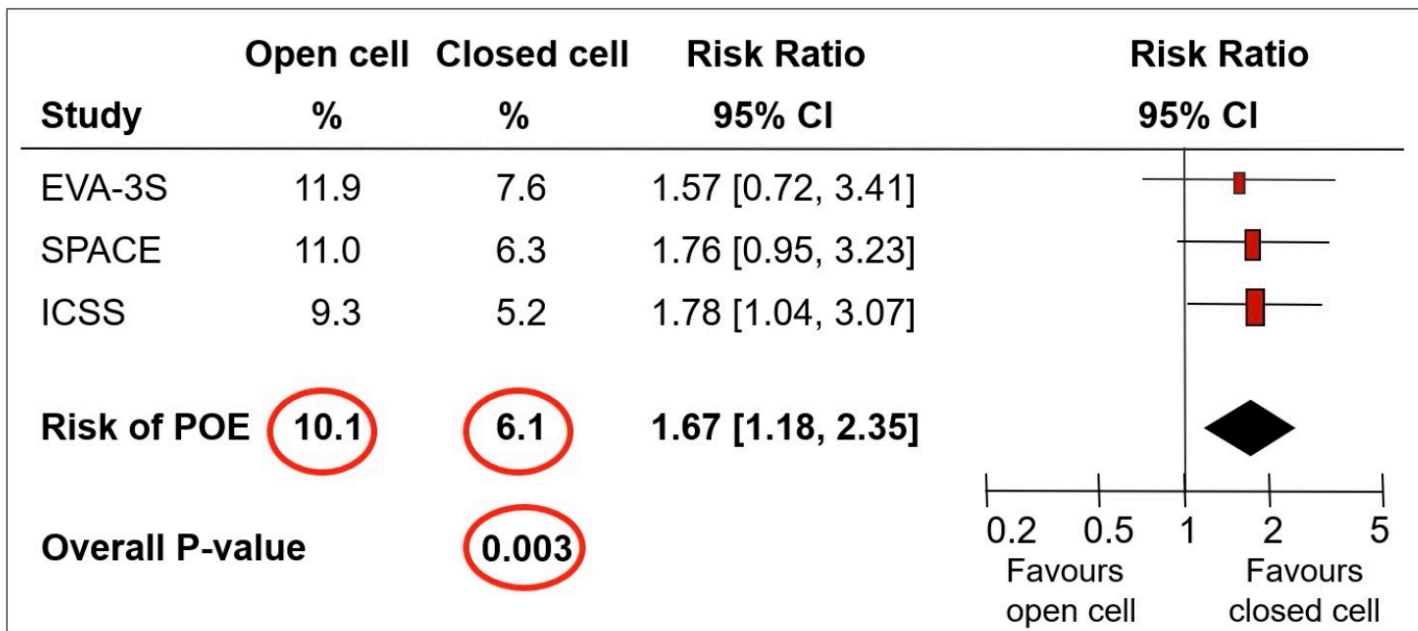 Open cell Closed cell Risk Ratio Risk Ratio
Study % % 95% CI 95% CI
EVA-3S 11.9 7.6 1.57 [0.72, 3.41]
SPACE 11.0 6.3 1.76 [0.95, 3.23]
ICSS 9.3 5.2 1.78 [1.04, 3.07]
Risk of POE 10.1 6.1 1.67 [1.18, 2.35]
Overall P-value 0.003
0.2 0.5 1 2 5
Favours Favours
open cell closed cell